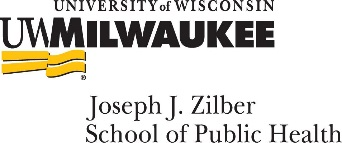 UNIVERSITY of WISCONSIN
UWMILWAUKEE
®
Joseph J. Zilber
School of Public Health